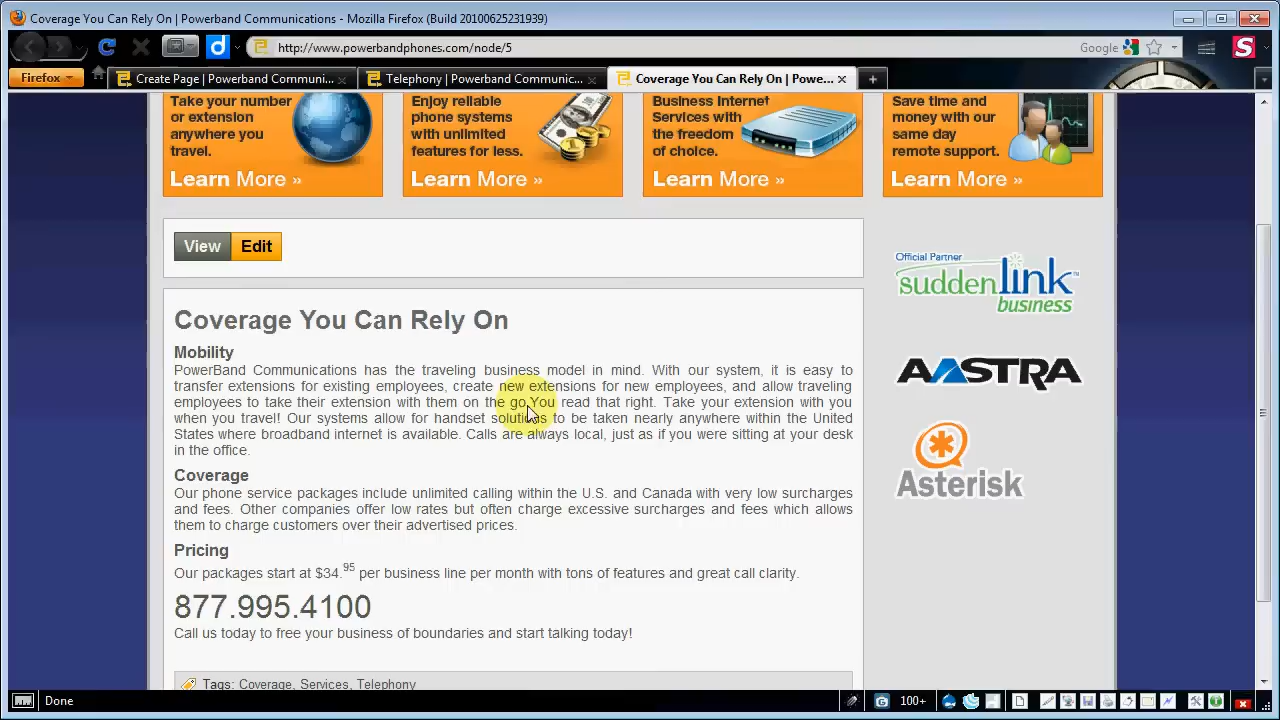 Coverage You Can Rely On | Powerband Communications - Mozilla Firefox (Build 20100625231939)
http://www.powerbandphones.com/node/5
Google
Firefox
Create Page | Powerband Communi...
Telephony | Powerband Communic...
Coverage You Can Rely On | Powe...
Take your number
or extension
anywhere you
travel.
Learn More »
Enjoy reliable
phone systems
with unlimited
features for less.
Learn More »
Business Internet
Services with
the freedom
of choice.
Learn More »
Save time and
money with our
same day
remote support.
Learn More »
View Edit
Official Partner
suddenlink™
business
AASTRA
Asterisk
Coverage You Can Rely On
Mobility
PowerBand Communication has the traveling business model in mind. With our system, it is easy to
transfer extensions for existing employees, create new extensions for new employees, and allow traveling
employees to take their extension with them on the go.You read that right. Take your extension with you
when you travel! Our systems allow for handset solutions to be taken nearly anywhere within the United
States where broadband internet is available. Calls are always local, just as if you were sitting at your desk
in the office.
Coverage
Our phone service packages include unlimited calling within the U.S. and Canada with very low surcharges
and fees. Other companies offer low rates but often charge excessive surcharges and fees which allows
them to charge customers over their advertised prices.
Pricing
Our packages start at $34.95 per business line per month with tons of features and great call clarity.
877.995.4100
Call us today to free your business of boundaries and start talking today!
Tags: Coverage, Services, Telephony
Done
100+